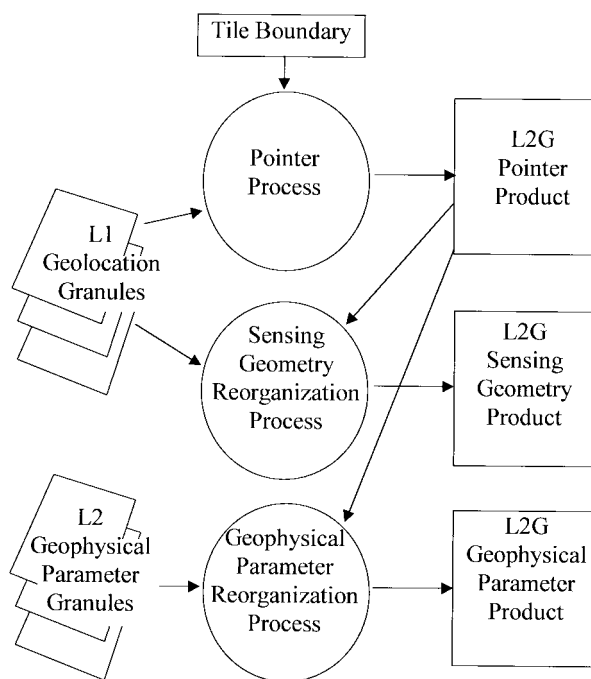 Tile Boundary
Pointer
Process
L2G
Pointer
Product
L1
Geolocation
Granules
Sensing
Geometry
Reorganization
Process
L2G
Sensing
Geometry
Product
L2
Geophysical
Parameter
Granules
Geophysical
Parameter
Reorganization
Process
L2G
Geophysical
Parameter
Product